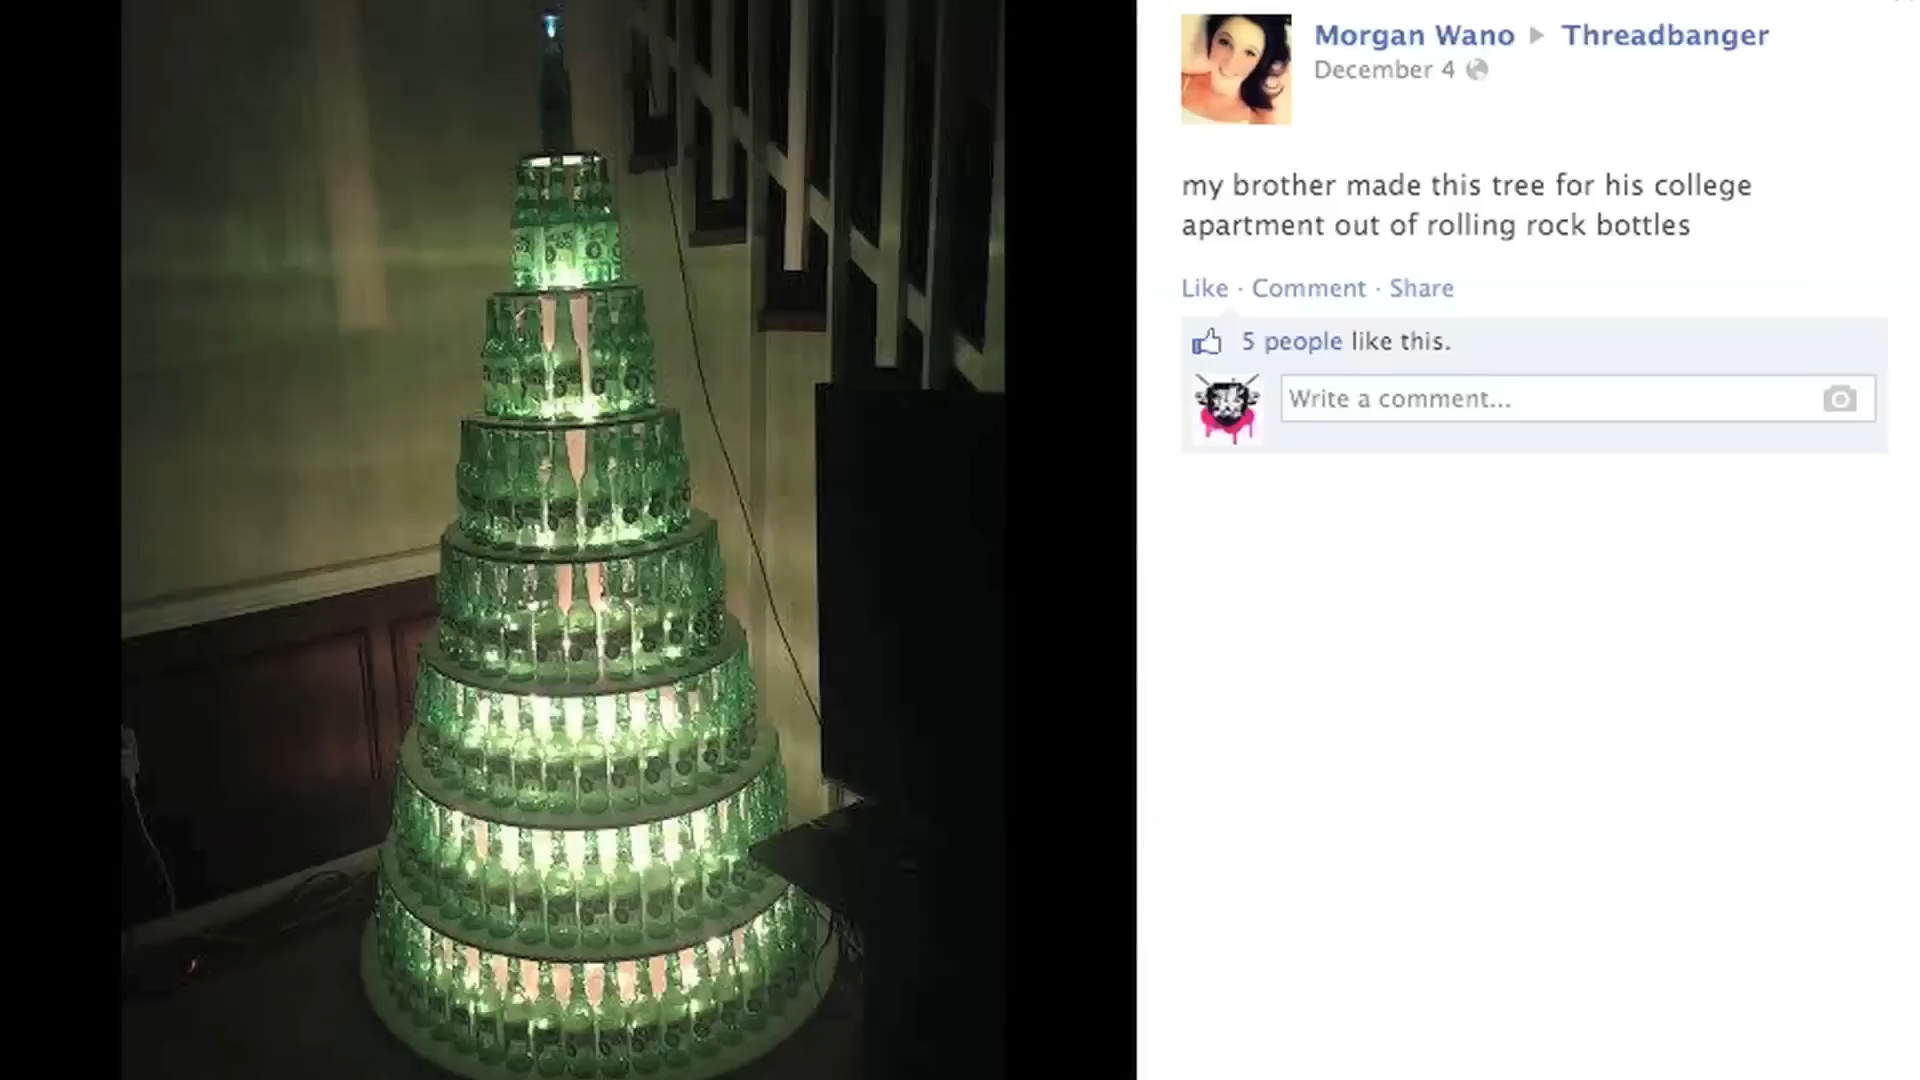 Morgan Wano ▶ Threadbanger
December 4
my brother made this tree for his college
apartment out of rolling rock bottles
Like · Comment · Share
5 people like this.
Write a comment...